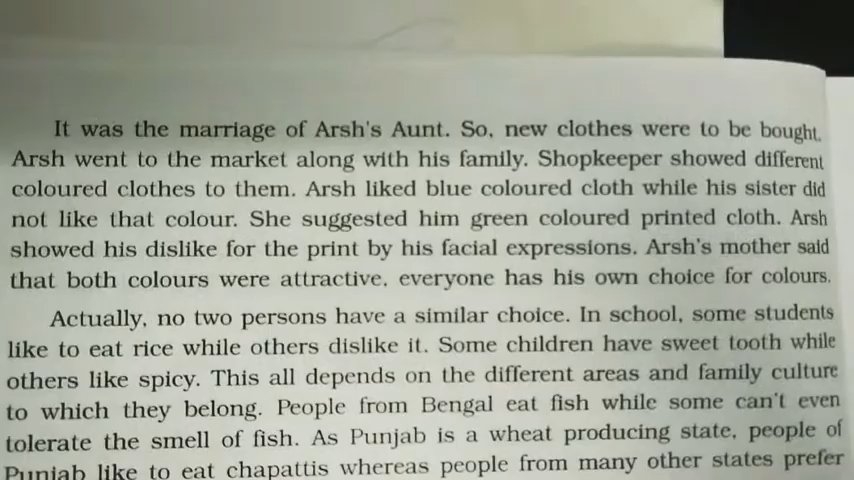 It was the marriage of Arsh's Aunt. So, new clothes were to be bought.
Arsh went to the market along with his family. Shopkeeper showed different
coloured clothes to them. Arsh liked blue coloured cloth while his sister did
not like that colour. She suggested him green coloured printed cloth. Arsh
showed his dislike for the print by his facial expressions. Arsh's mother said
that both colours were attractive, everyone has his own choice for colours.
Actually, no two persons have a similar choice. In school, some students
like to eat rice while others dislike it. Some children have sweet tooth while
others like spicy. This all depends on the different areas and family culture
to which they belong. People from Bengal eat fish while some can't even
tolerate the smell of fish. As Punjab is a wheat producing state, people of
Punjab like to eat chapattis whereas people from many other states prefer